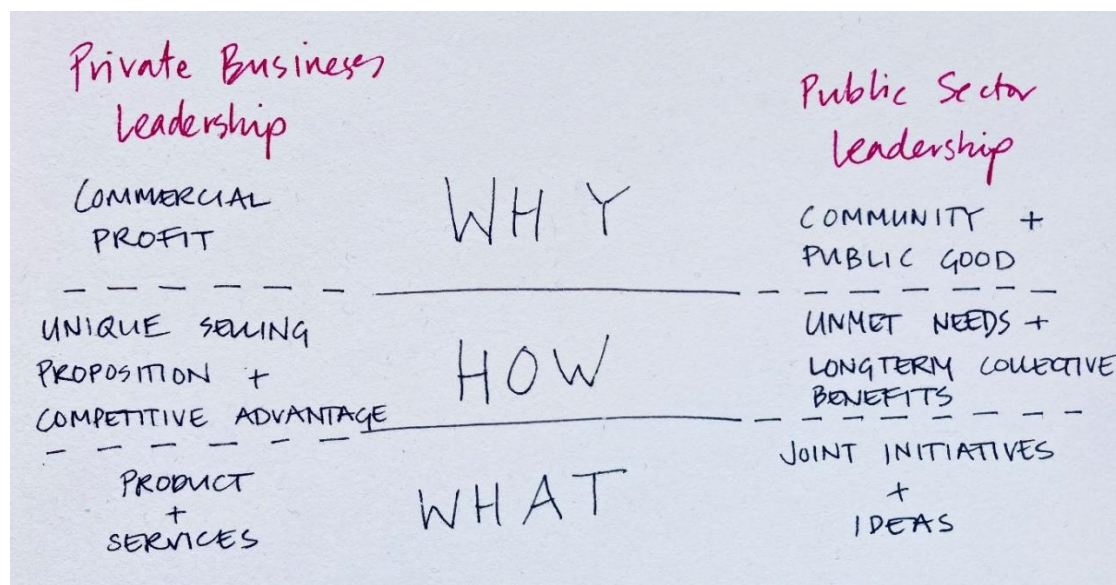 Private Business
Leadership
Public Sector
Leadership
COMMERCIAL
PROFIT
WHY
COMMUNITY +
PUBLIC GOOD
UNIQUE SELLING
PROPOSITION +
COMPETITIVE ADVANTAGE
HOW
UNMET NEEDS +
LONGTERM COLLECTIVE
BENEFITS
PRODUCT
+
SERVICES
WHAT
JOINT INITIATIVES
+
IDEAS